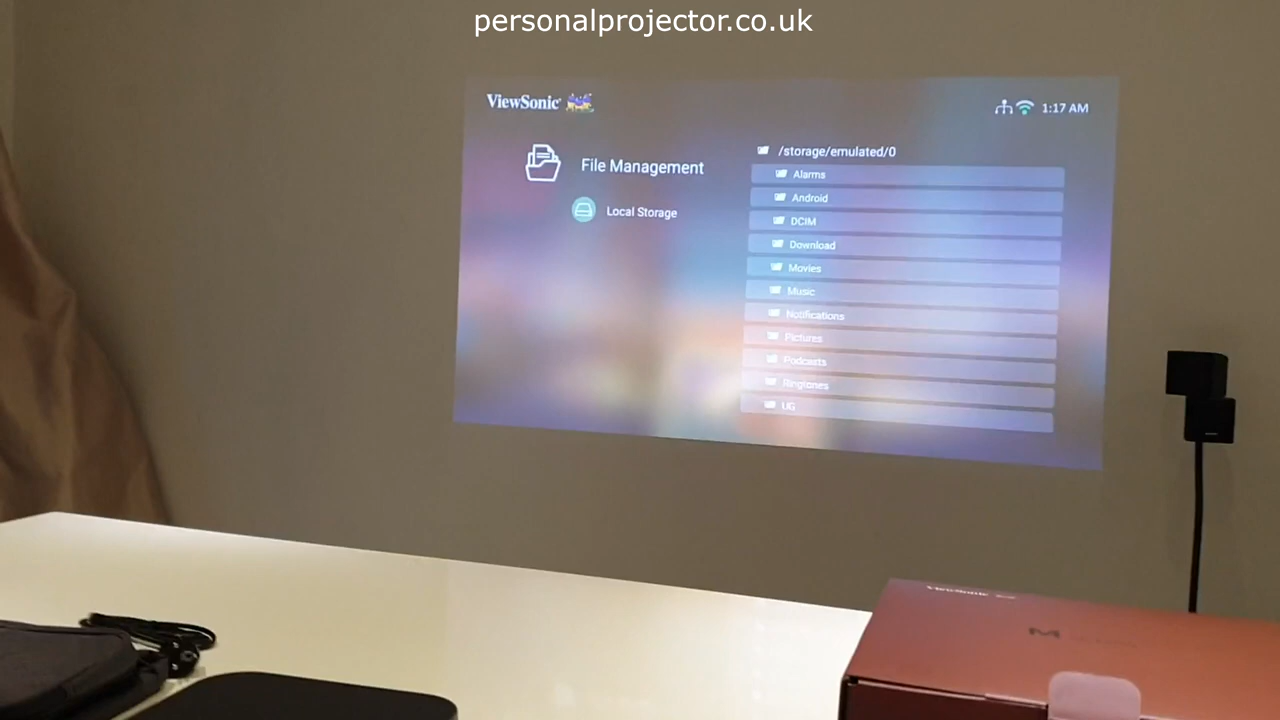 personalprojector.co.uk
ViewSonic
1:17 AM
File Management
Local Storage
/storage/emulated/0
Alarms
Android
DCIM
Download
Movies
Music
Notifications
Pictures
Podcasts
Ringtones
UG
ViewSonic
M